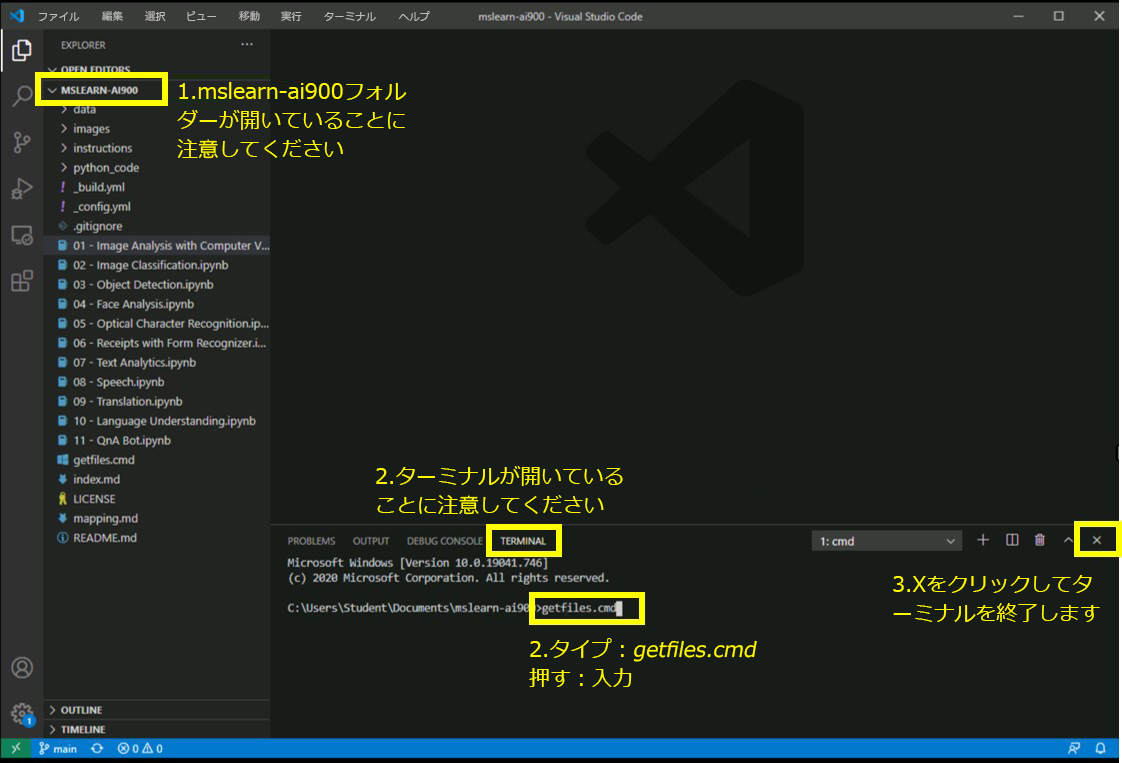 ファイル 編集 選択 ビュー 移動 実行 ターミナル ヘルプ mslearn-ai900 - Visual Studio Code
EXPLORER
OPEN EDITORS
MSLEARN-AI900
data
images
instructions
python_code
_build.yml
_config.yml
.gitignore
01 - Image Analysis with Computer V...
02 - Image Classification.ipynb
03 - Object Detection.ipynb
04 - Face Analysis.ipynb
05 - Optical Character Recognition.ip...
06 - Receipts with Form Recognizer.i...
07 - Text Analytics.ipynb
08 - Speech.ipynb
09 - Translation.ipynb
10 - Language Understanding.ipynb
11 - QnA Bot.ipynb
getfiles.cmd
index.md
LICENSE
mapping.md
README.md
1.mslearn-ai900フォル
ダーが開いていることに
注意してください
2.ターミナルが開いている
ことに注意してください
PROBLEMS OUTPUT DEBUG CONSOLE TERMINAL 1: cmd
Microsoft Windows [Version 10.0.19041.746]
(c) 2020 Microsoft Corporation. All rights reserved.
C:\Users\Student\Documents\mslearn-ai900>getfiles.cmd
3.Xをクリックしてタ
ーミナルを終了します
2.タイプ：getfiles.cmd
押す：入力
OUTLINE
TIMELINE
1
main 0 0